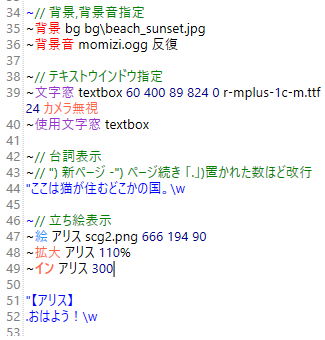 34 ~// 背景,背景音指定
35 ~背景 bg bg\beach_sunset.jpg
36 ~背景音 momizi.ogg 反復
37
38 ~// テキストウインドウ指定
39 ~文字窓 textbox 60 400 89 824 0 r-mplus-1c-m.ttf
24 カメラ無視
40 ~使用文字窓 textbox
41
42 ~// 台詞表示
43 ~// ") 新ページ -") ページ続き「.」)置かれた数ほど改行
44 "ここは猫が住むどこかの国。\w
45
46 ~// 立ち絵表示
47 ~絵 アリス scg2.png 666 194 90
48 ~拡大 アリス 110%
49 ~イン アリス 300
50
51 "【アリス】
52 .おはよう！\w
53